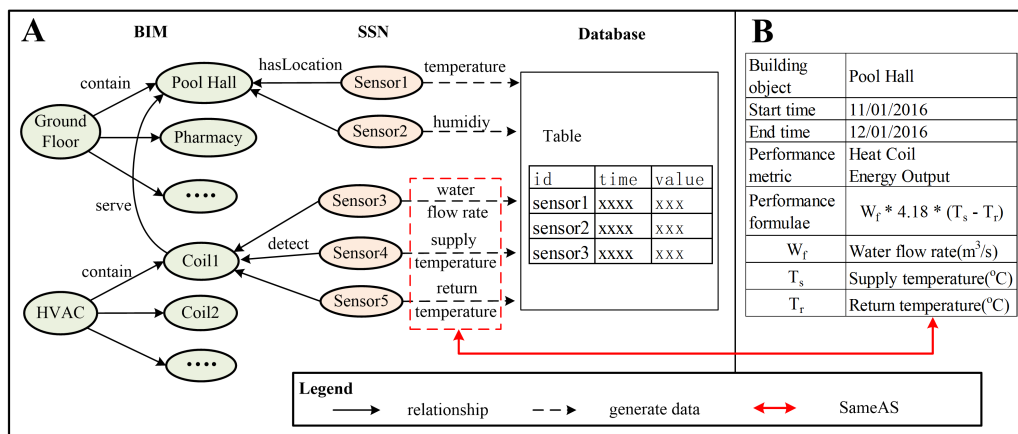 A
BIM
SSN
Database
contain
Pool Hall
hasLocation
Sensor1
temperature
Ground
Floor
Pharmacy
Sensor2
humidiy
....
serve
Sensor3
water
flow rate
Coil1
detect
Sensor4
supply
temperature
contain
Sensor5
return
temperature
HVAC
Coil2
....
Table
id time value
sensor1 xxxx xxx
sensor2 xxxx xxx
sensor3 xxxx xxx
B
Building
object
Pool Hall
Start time 11/01/2016
End time 12/01/2016
Performance
metric
Heat Coil
Energy Output
Performance
formulae
Wf * 4.18 * (Ts - Tr)
Wf Water flow rate(m³/s)
Ts Supply temperature(°C)
Tr Return temperature(°C)
Legend
relationship
generate data
SameAS